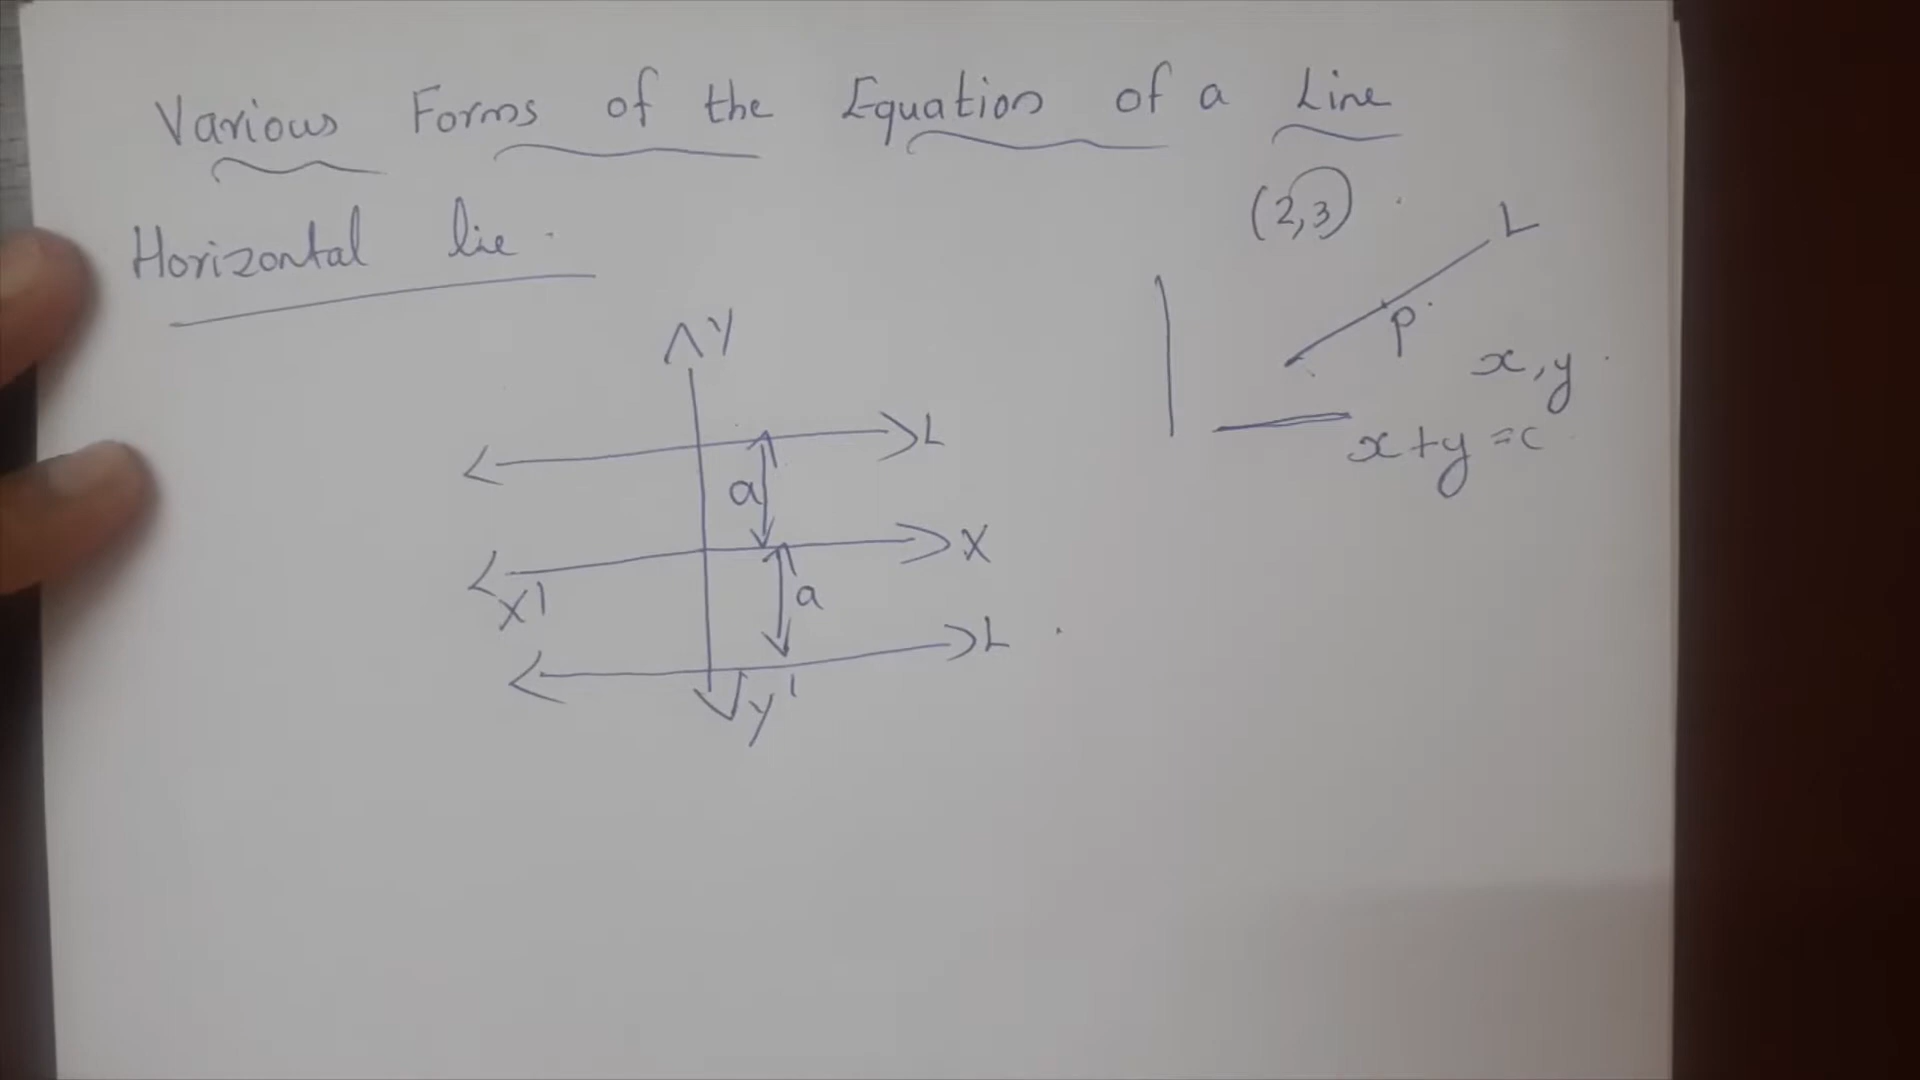 Various Forms of the Equation of a Line
Horizontal lie.
(2,3)
L
P
x, y
x+y=c
Y
L
a
X
X'
a
L
y'